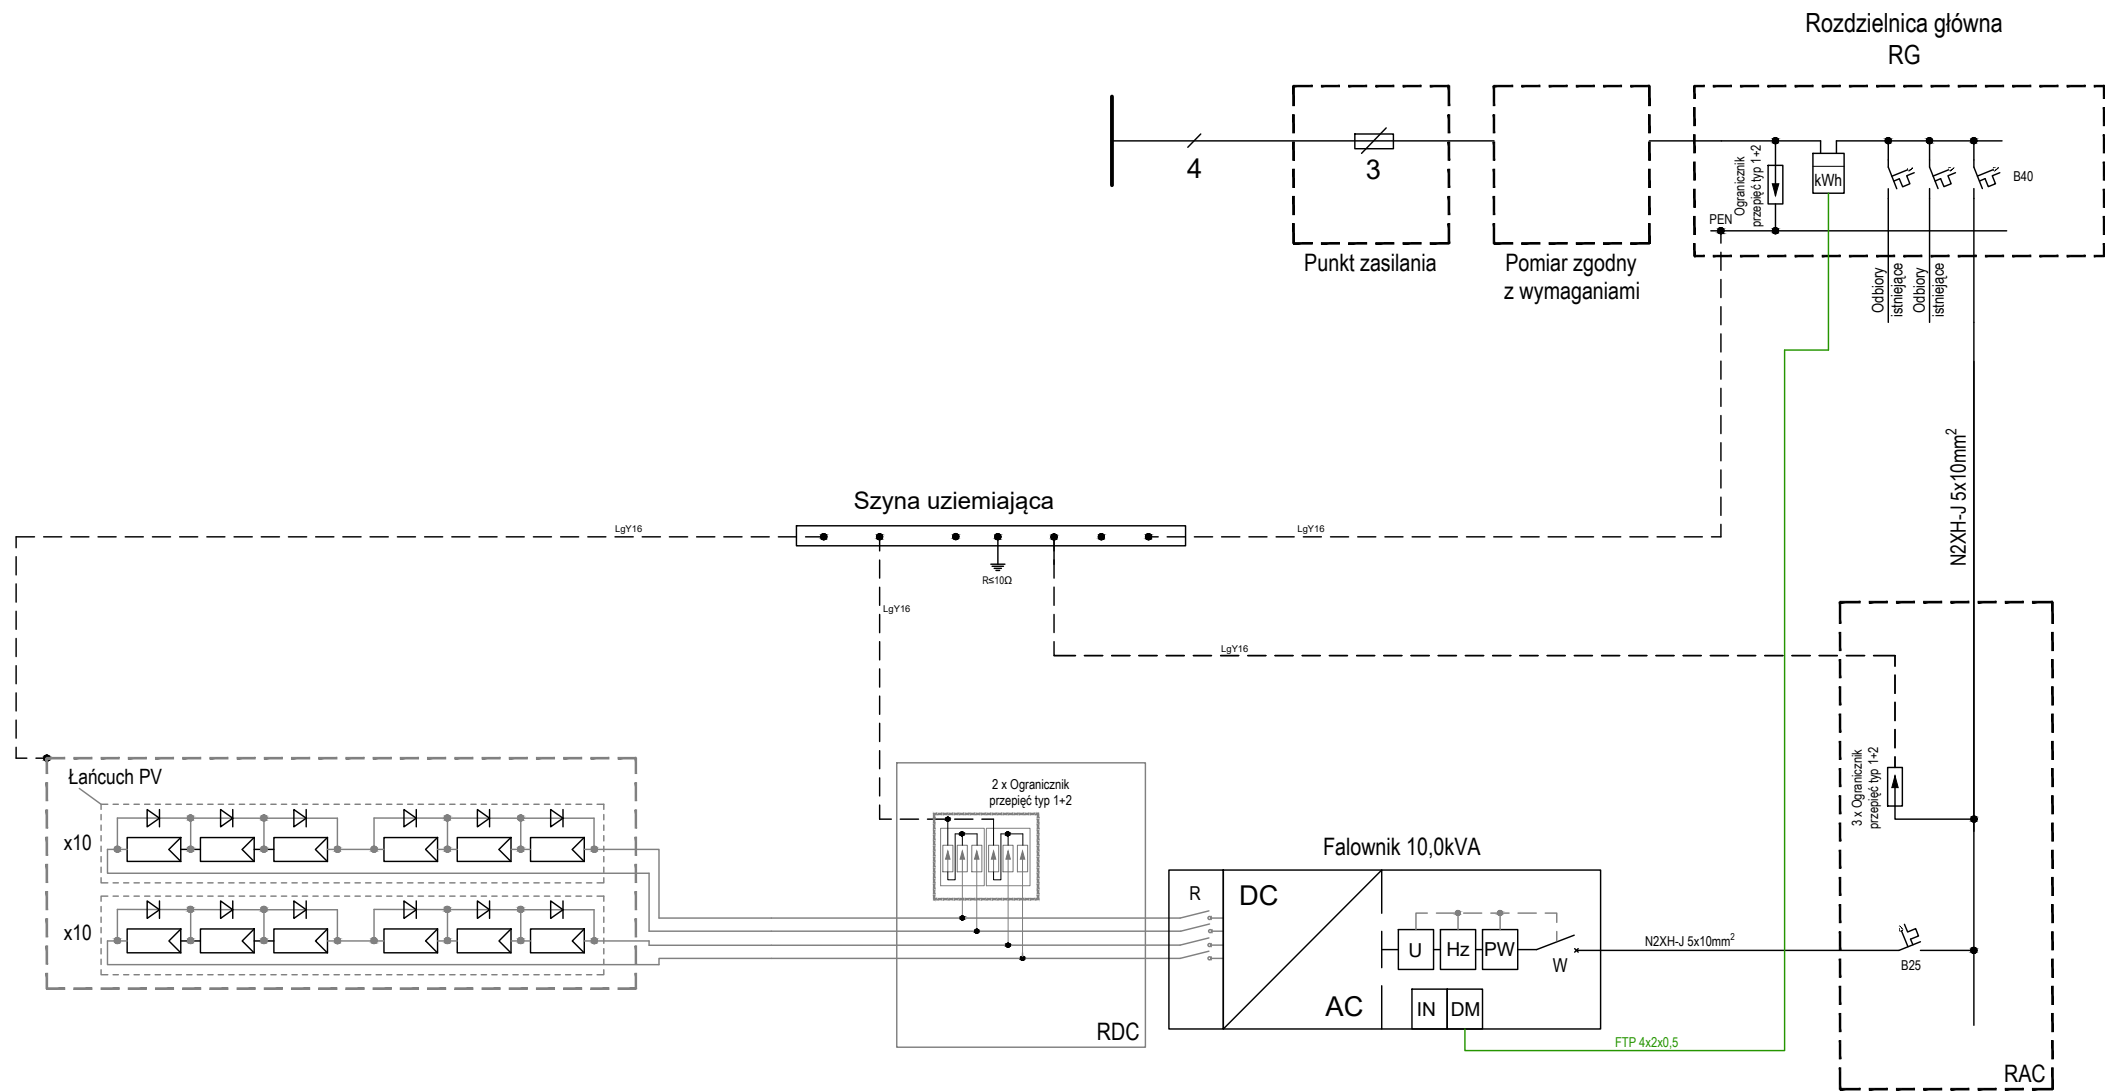 Rozdzielnica główna
RG
4
3
Ogranicznik
przepięć typ 1+2
kWh
B40
PEN
Punkt zasilania
Pomiar zgodny
z wymaganiami
Odbiory
istniejące
Odbiory
istniejące
N2XH-J 5x10mm²
Szyna uziemiająca
LgY16
LgY16
R≤10Ω
LgY16
LgY16
Łańcuch PV
x10
x10
2 x Ogranicznik
przepięć typ 1+2
RDC
3 x Ogranicznik
przepięć typ 1+2
Falownik 10,0kVA
R
DC
AC
U
Hz
PW
W
IN
DM
N2XH-J 5x10mm²
B25
FTP 4x2x0,5
RAC